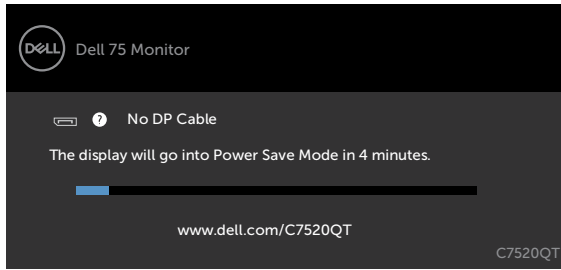 DELL
Dell 75 Monitor
? No DP Cable
The display will go into Power Save Mode in 4 minutes.
www.dell.com/C7520QT
C7520QT